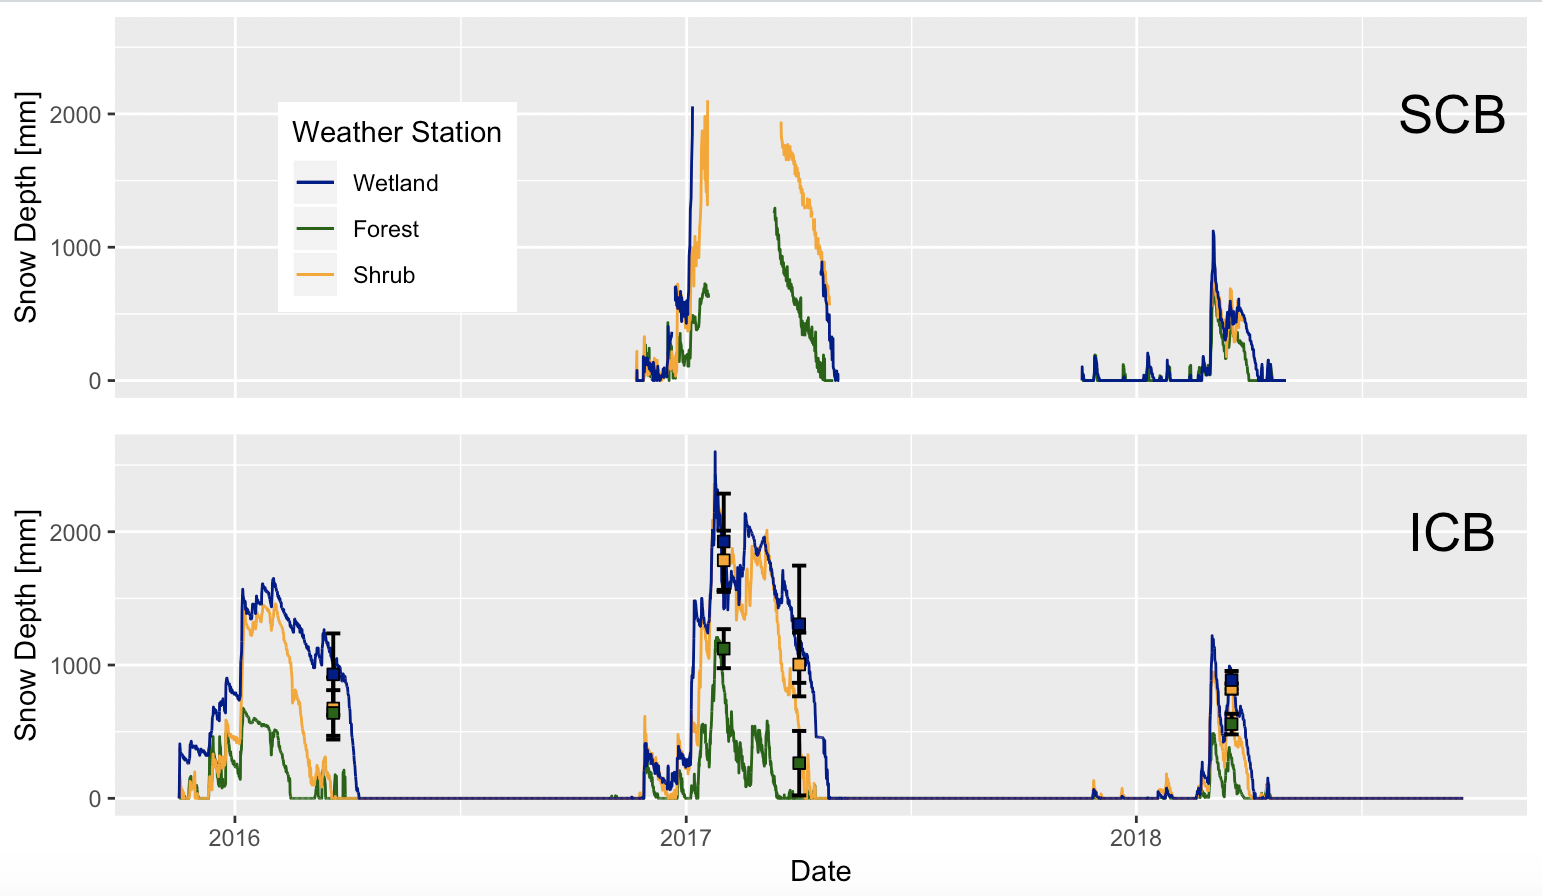 SCB
Snow Depth [mm]
2000
1000
0
Weather Station
Wetland
Forest
Shrub
ICB
Snow Depth [mm]
2000
1000
0
2016 2017 2018
Date